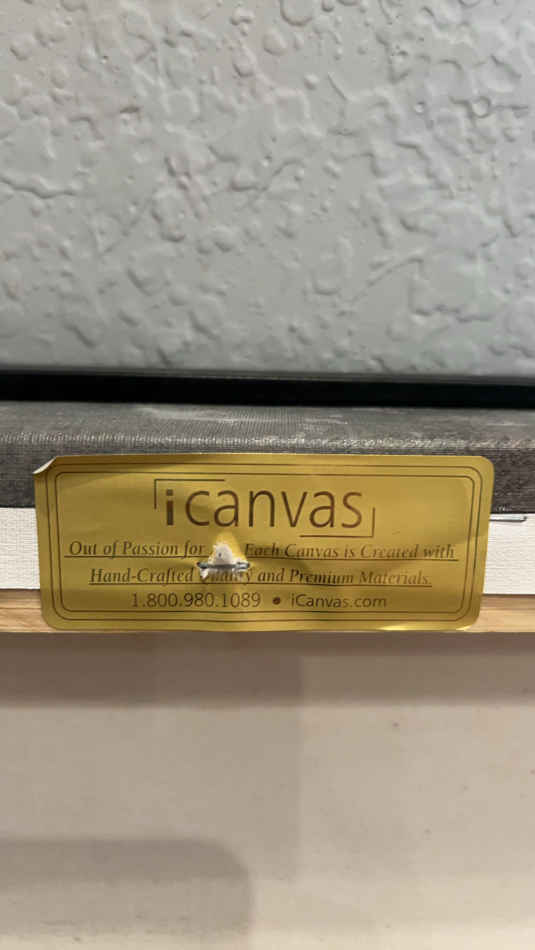 icanvas
Out of Passion for Each Canvas is Created with
Hand-Crafted and Premium Materials.
1.800.980.1089 • iCanvas.com